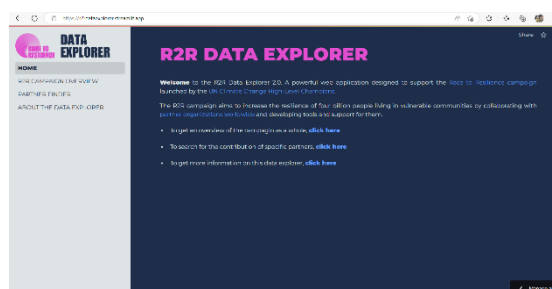 Share
DATA
EXPLORER
RACE TO
RESILIENCE
HOME
R2R CAMPAIGN OVERVIEW
PARTNER FINDER
ABOUT THE DATA EXPLORER
R2R DATA EXPLORER
Welcome to the R2R Data Explorer 2.0. A powerful web application designed to support the Race to Resilience campaign
launched by the UN Climate Change High-Level Champions.
The R2R campaign aims to increase the resilience of four billion people living in vulnerable communities by collaborating with
partner organizations worldwide and developing tools and support for them.
• To get an overview of the campaign as a whole, click here
• To search for the contribution of specific partners, click here
• To get more information on this data explorer, click here